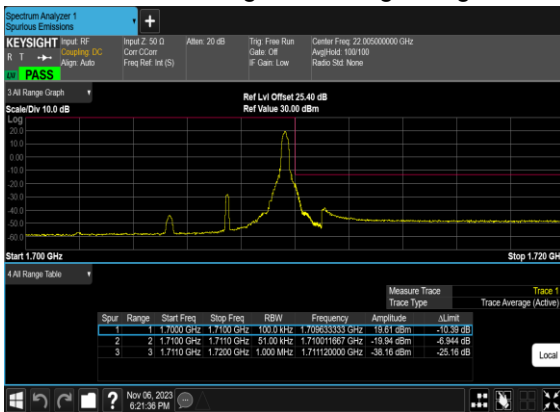 Spectrum Analyzer 1
Spurious Emissions
KEYSIGHT
R T
PASS
Input: RF
Coupling: DC
Align: Auto
Input Z: 50 Ω
Corr CCorr
Freq Ref: Int (S)
Atten: 20 dB
Trig: Free Run
Gate: Off
IF Gain: Low
Center Freq: 22.005000000 GHz
Avg|Hold: 100/100
Radio Std: None
3 All Range Graph
Scale/Div 10.0 dB
Ref Lvl Offset 25.40 dB
Ref Value 30.00 dBm
Log
20.0
10.0
0.00
-10.0
-20.0
-30.0
-40.0
-50.0
-60.0
Start 1.700 GHz
Stop 1.720 GH
4 All Range Table
Measure Trace Trace 1
Trace Type Trace Average (Active)
Spur Range Start Freq Stop Freq RBW Frequency Amplitude ΔLimit
1 1 1.7000 GHz 1.7100 GHz 100.0 kHz 1.709633333 GHz 19.61 dBm -10.39 dB
2 2 1.7100 GHz 1.7110 GHz 51.00 kHz 1.710011667 GHz -19.94 dBm -6.944 dB
3 3 1.7110 GHz 1.7200 GHz 1.000 MHz 1.711120000 GHz -38.16 dBm -25.16 dB
Local
Nov 06, 2023
6:21:36 PM